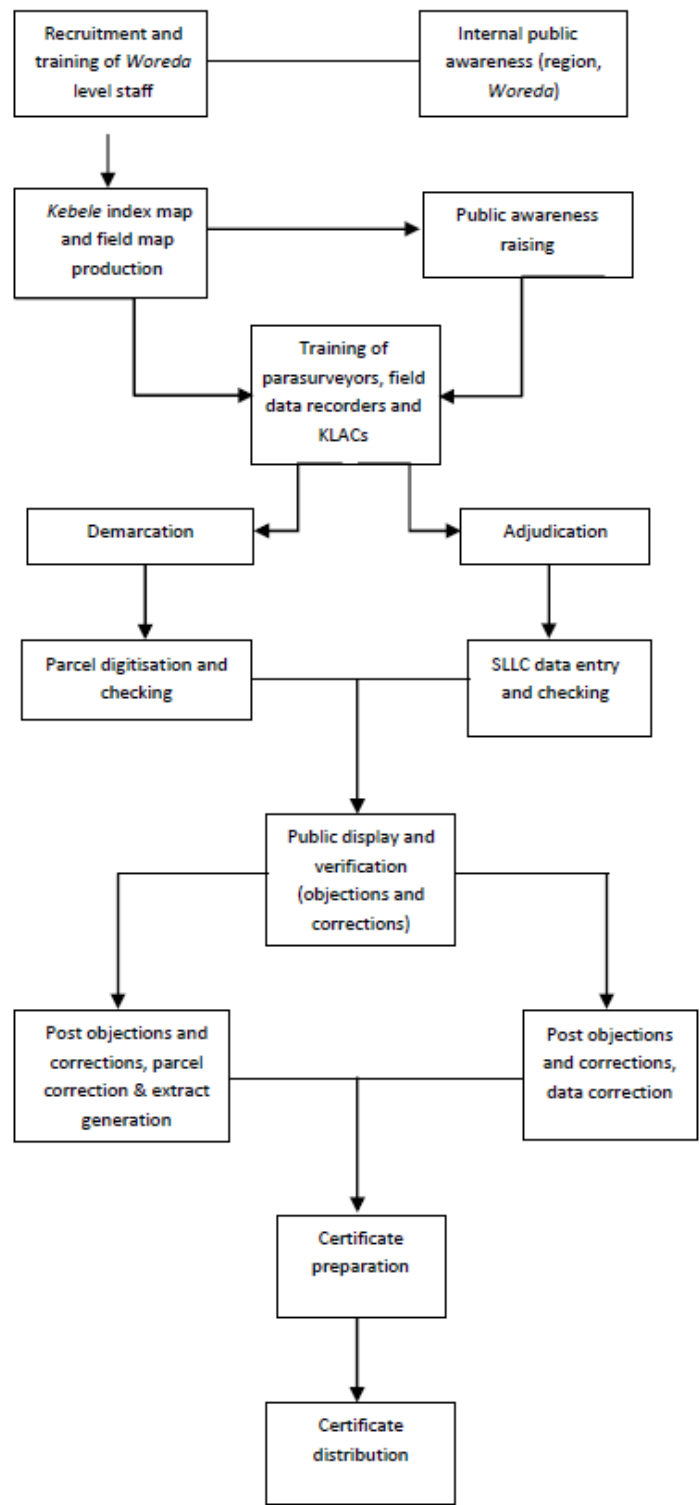 Recruitment and
training of Woreda
level staff
Internal public
awareness (region,
Woreda)
Kebele index map
and field map
production
Public awareness
raising
Training of
parasurveyors, field
data recorders and
KLACs
Demarcation
Adjudication
Parcel digitisation and
checking
SLLC data entry
and checking
Public display and
verification
(objections and
corrections)
Post objections and
corrections, parcel
correction & extract
generation
Post objections
and corrections,
data correction
Certificate
preparation
Certificate
distribution